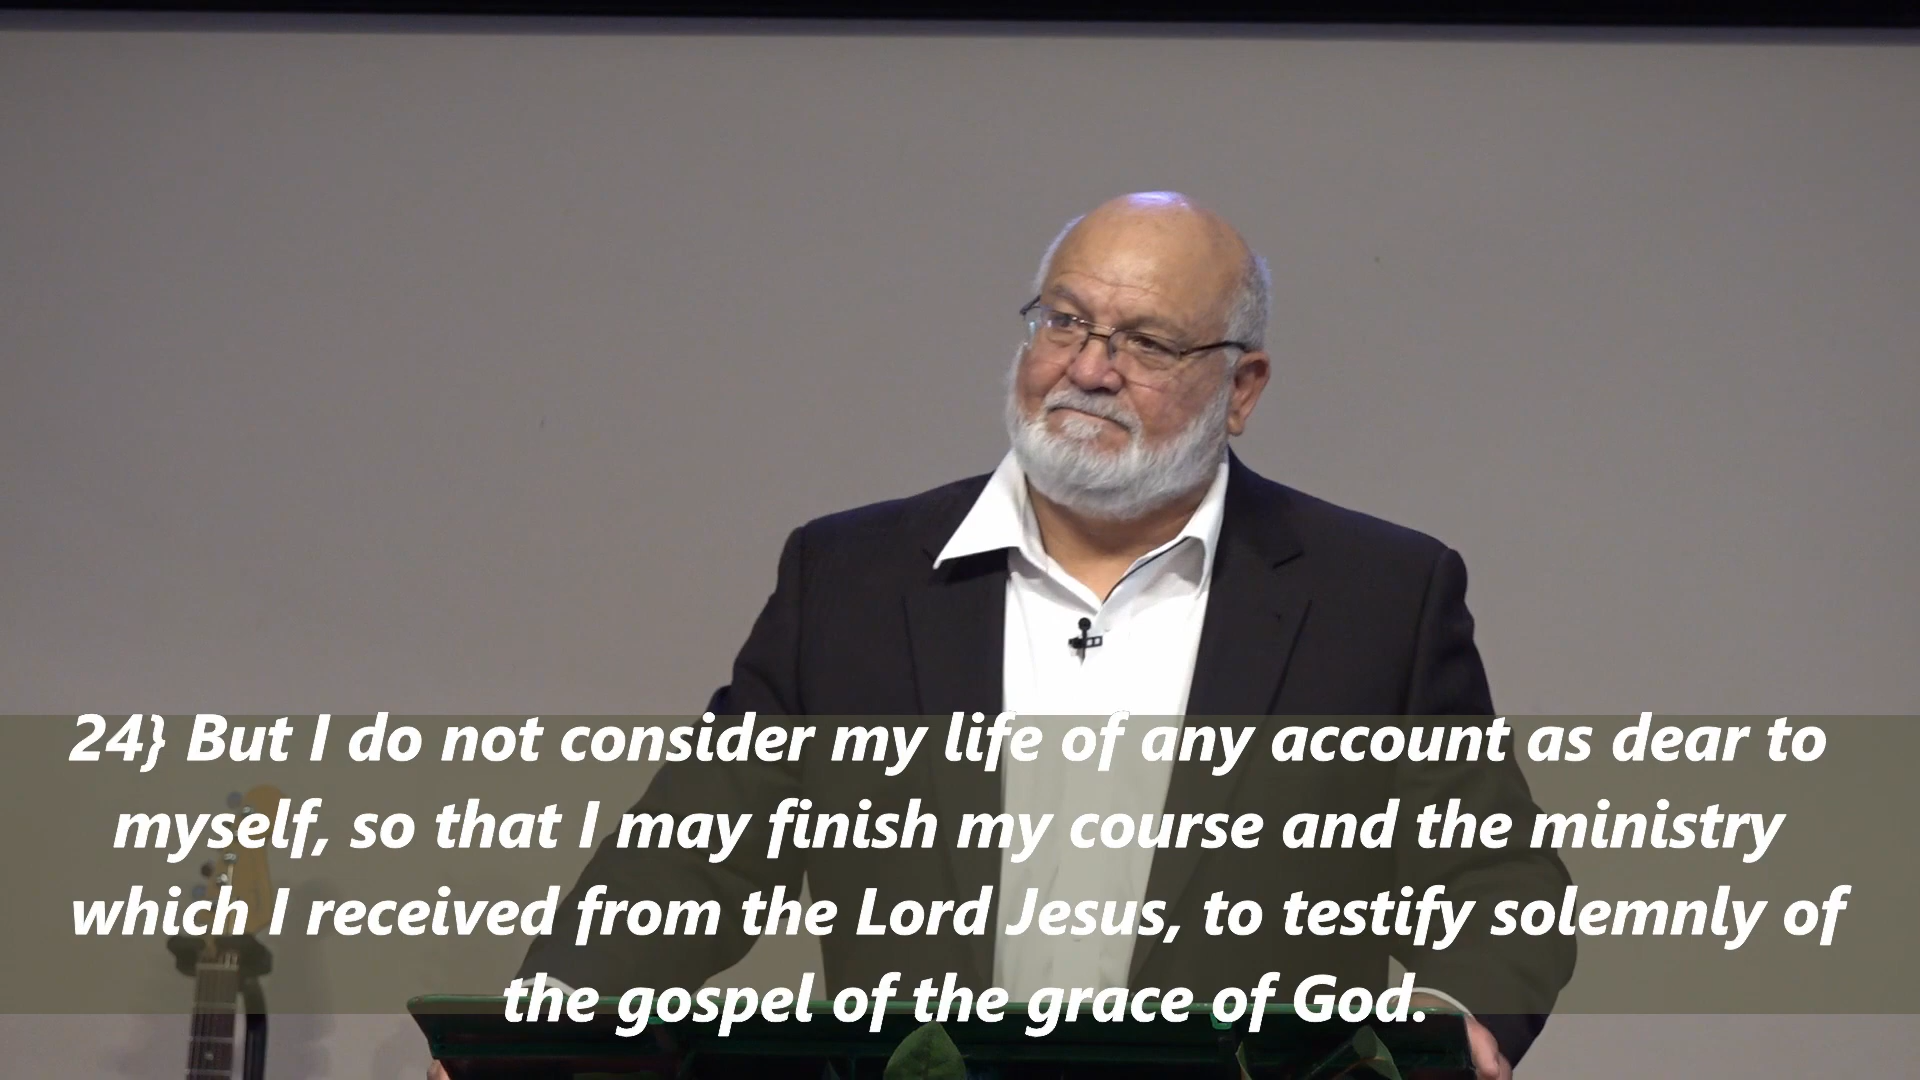 24} But I do not consider my life of any account as dear to
myself, so that I may finish my course and the ministry
which I received from the Lord Jesus, to testify solemnly of
the gospel of the grace of God.